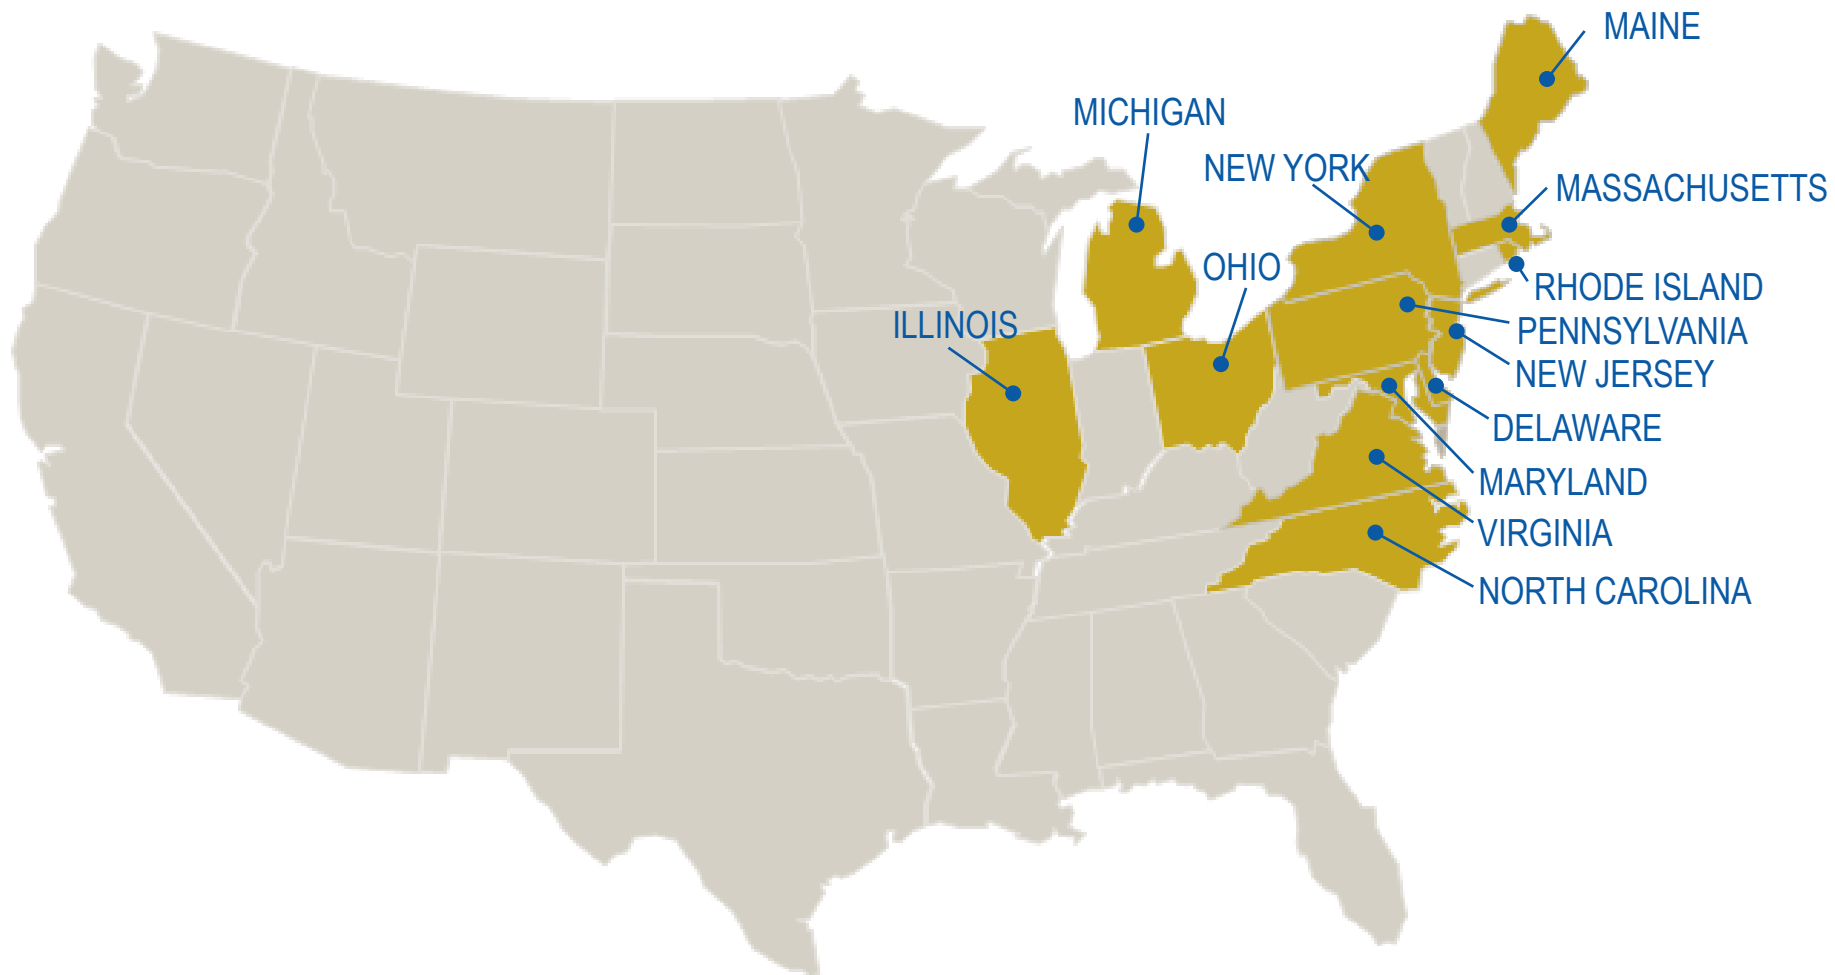 MAINE
MICHIGAN
NEW YORK
MASSACHUSETTS
OHIO
RHODE ISLAND
ILLINOIS
PENNSYLVANIA
NEW JERSEY
DELAWARE
MARYLAND
VIRGINIA
NORTH CAROLINA